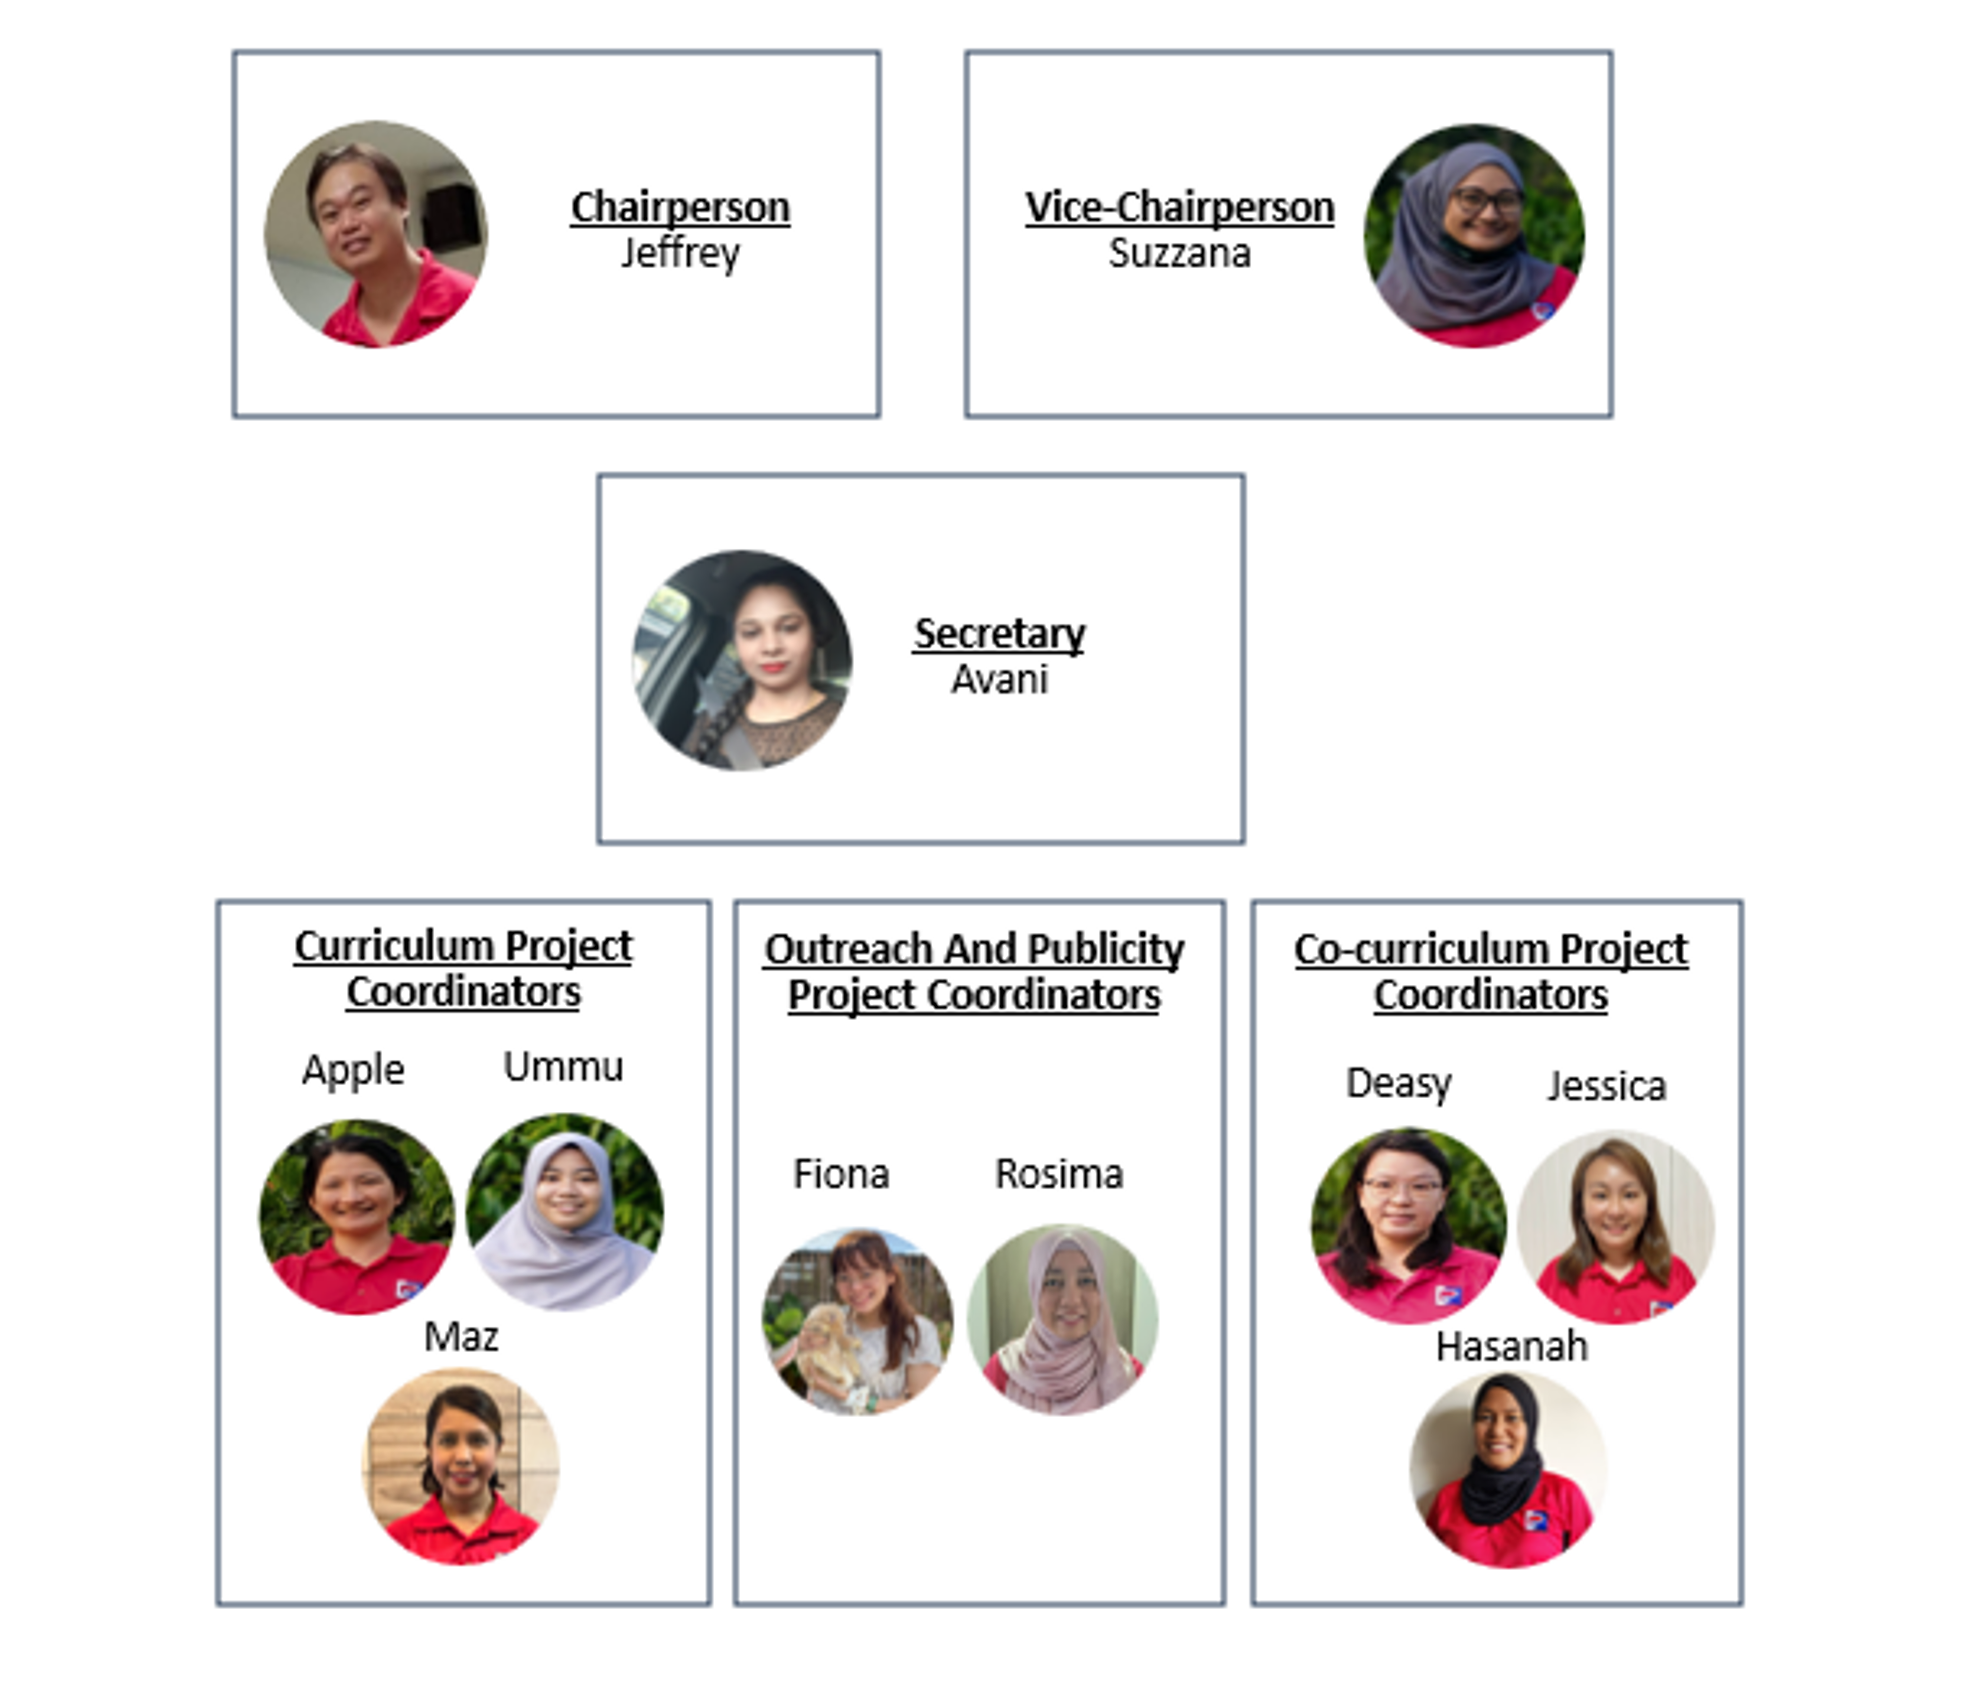 Chairperson
Jeffrey
Vice-Chairperson
Suzzana
Secretary
Avani
Curriculum Project
Coordinators
Apple
Ummu
Maz
Outreach And Publicity
Project Coordinators
Fiona
Rosima
Co-curriculum Project
Coordinators
Deasy
Jessica
Hasanah